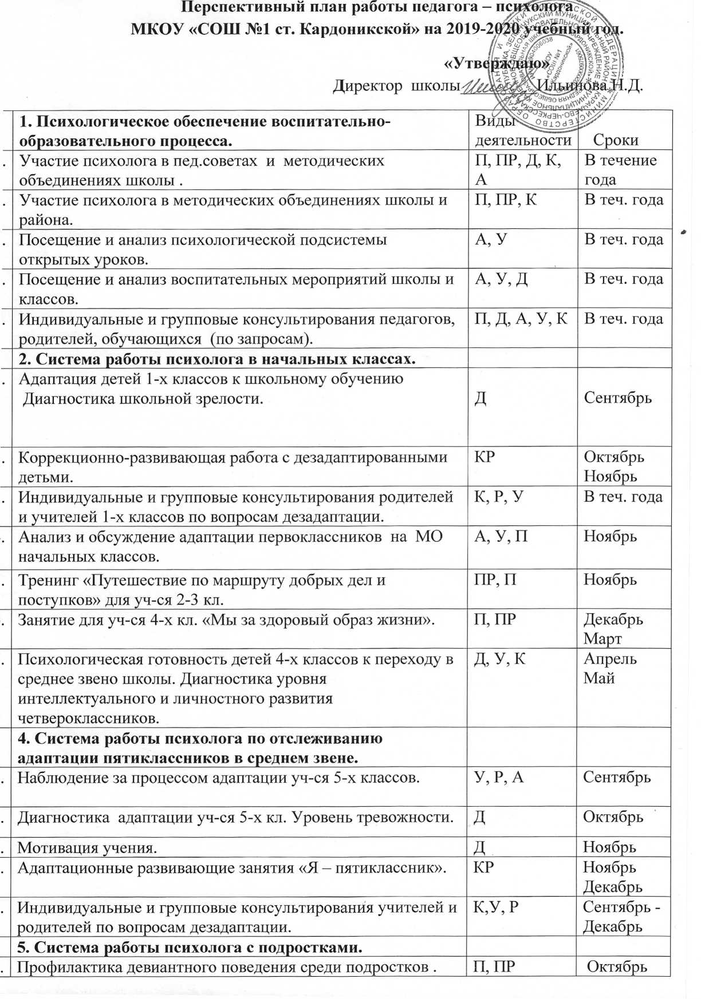 Перспективный план работы педагога – психолога
МКОУ «СОШ №1 ст. Кардоникской» на 2019-2020 учебный год.
«Утверждаю»
Директор школы Ильинова.Н.Д.
1. Психологическое обеспечение воспитательно-
образовательного процесса.
Виды
деятельности
Сроки
. Участие психолога в пед.советах и методических
объединениях школы .
П, ПР, Д, К,
А
В течение
года
. Участие психолога в методических объединениях школы и
района.
П, ПР, К
В теч. года
. Посещение и анализ психологической подсистемы
открытых уроков.
А, У
В теч. года
. Посещение и анализ воспитательных мероприятий школы и
классов.
А, У, Д
В теч. года
. Индивидуальные и групповые консультирования педагогов,
родителей, обучающихся (по запросам).
П, Д, А, У, К
В теч. года
2. Система работы психолога в начальных классах.
. Адаптация детей 1-х классов к школьному обучению
Диагностика школьной зрелости.
Д
Сентябрь
. Коррекционно-развивающая работа с дезадаптированными
детьми.
КР
Октябрь
Ноябрь
. Индивидуальные и групповые консультирования родителей
и учителей 1-х классов по вопросам дезадаптации.
К, Р, У
В теч. года
. Анализ и обсуждение адаптации первоклассников на МО
начальных классов.
А, У, П
Ноябрь
. Тренинг «Путешествие по маршруту добрых дел и
поступков» для уч-ся 2-3 кл.
ПР, П
Ноябрь
. Занятие для уч-ся 4-х кл. «Мы за здоровый образ жизни».
П, ПР
Декабрь
Март
. Психологическая готовность детей 4-х классов к переходу в
среднее звено школы. Диагностика уровня
интеллектуального и личностного развития
четвероклассников.
Д, У, К
Апрель
Май
4. Система работы психолога по отслеживанию
адаптации пятиклассников в среднем звене.
. Наблюдение за процессом адаптации уч-ся 5-х классов.
У, Р, А
Сентябрь
. Диагностика адаптации уч-ся 5-х кл. Уровень тревожности.
Д
Октябрь
. Мотивация учения.
Д
Ноябрь
. Адаптационные развивающие занятия «Я – пятиклассник».
КР
Ноябрь
Декабрь
. Индивидуальные и групповые консультирования учителей и
родителей по вопросам дезадаптации.
К,У, Р
Сентябрь -
Декабрь
5. Система работы психолога с подростками.
. Профилактика девиантного поведения среди подростков .
П, ПР
Октябрь